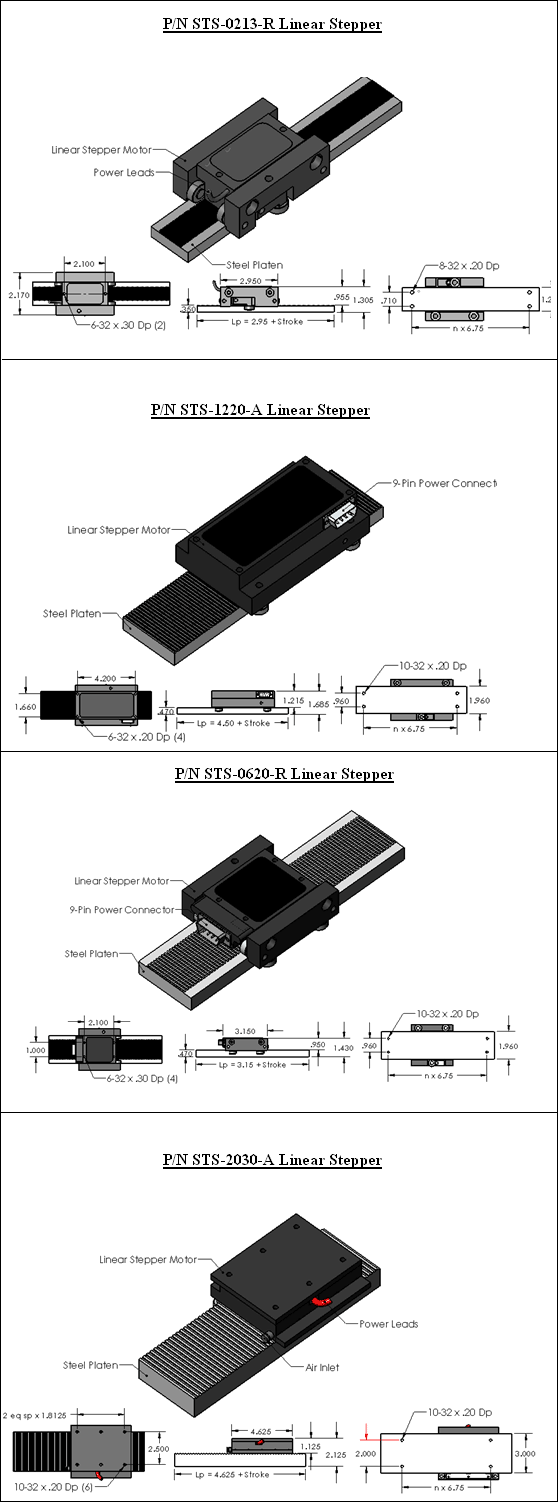 P/N STS-0213-R Linear Stepper
Linear Stepper Motor
Power Leads
Steel Platen
2.100
2.170
6-32 x .30 Dp (2)
2.950
.955
1.305
.350
Lp = 2.95 + Stroke
8-32 x .20 Dp
.710
n x 6.75
P/N STS-1220-A Linear Stepper
9-Pin Power Connect
Linear Stepper Motor
Steel Platen
4.200
1.660
6-32 x .20 Dp (4)
1.215
1.685
.470
Lp = 4.50 + Stroke
10-32 x .20 Dp
.960
1.960
n x 6.75
P/N STS-0620-R Linear Stepper
Linear Stepper Motor
9-Pin Power Connector
Steel Platen
2.100
1.000
6-32 x .30 Dp (4)
3.150
.950
1.430
.470
Lp = 3.15 + Stroke
10-32 x .20 Dp
.960
1.960
n x 6.75
P/N STS-2030-A Linear Stepper
Linear Stepper Motor
Power Leads
Air Inlet
Steel Platen
2 eq sp x 1.8125
2.500
10-32 x .20 Dp (6)
4.625
1.125
2.125
Lp = 4.625 + Stroke
10-32 x .20 Dp
2.000
3.000
n x 6.75